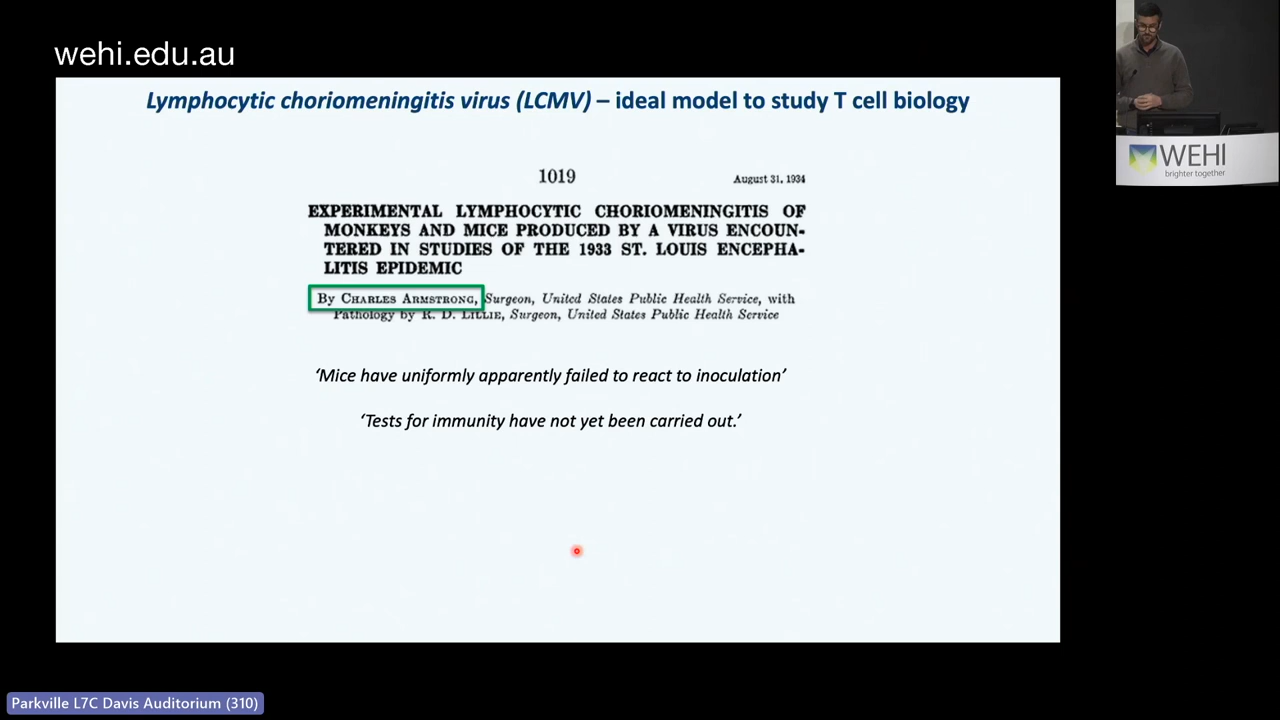 wehi.edu.au
Lymphocytic choriomeningitis virus (LCMV) – ideal model to study T cell biology
1019
August 31, 1934
EXPERIMENTAL LYMPHOCYTIC CHORIOMENINGITIS OF
MONKEYS AND MICE PRODUCED BY A VIRUS ENCOUN-
TERED IN STUDIES OF THE 1933 ST. LOUIS ENCEPHA-
LITIS EPIDEMIC
By CHARLES ARMSTRONG, Surgeon, United States Public Health Service, with
Pathology by R. D. LILLIE, Surgeon, United States Public Health Service
‘Mice have uniformly apparently failed to react to inoculation’
‘Tests for immunity have not yet been carried out.’
WEHI
brighter together
Parkville L7C Davis Auditorium (310)